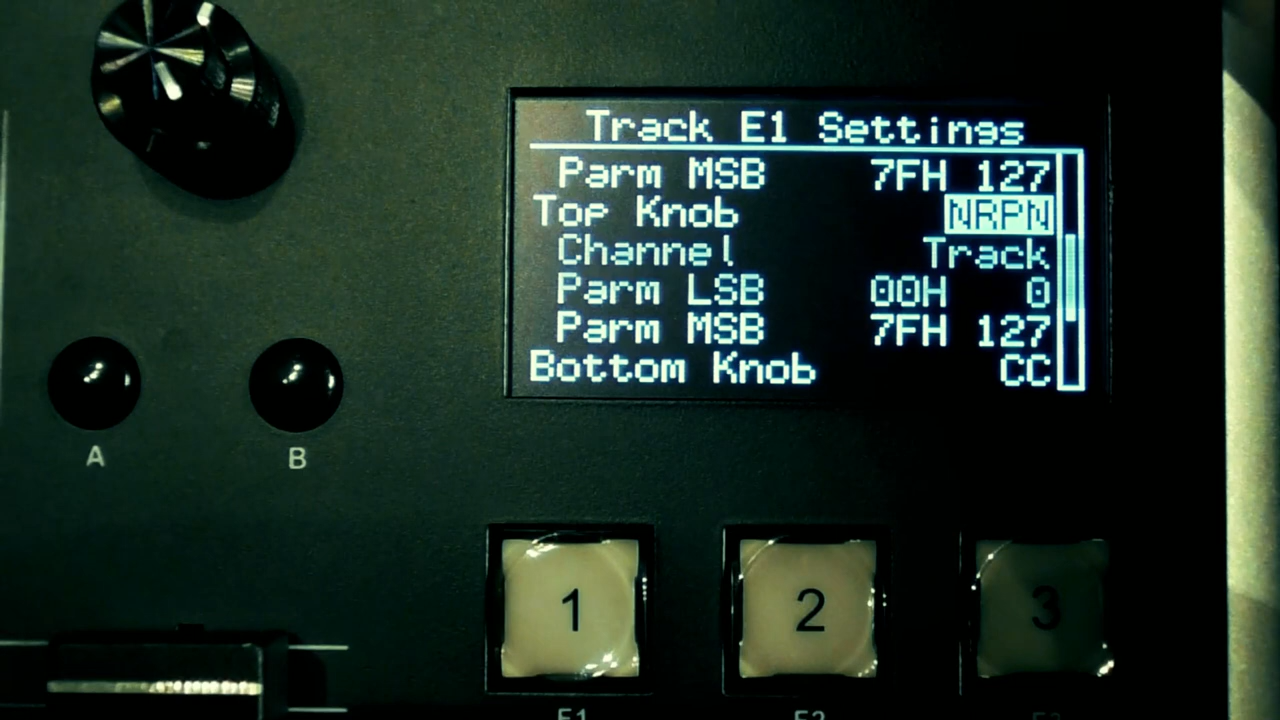 Track E1 Settings
Parm MSB 7FH 127
Top Knob NRPN
Channel Track
Parm LSB 00H 0
Parm MSB 7FH 127
Bottom Knob CC
A B
1 2 3